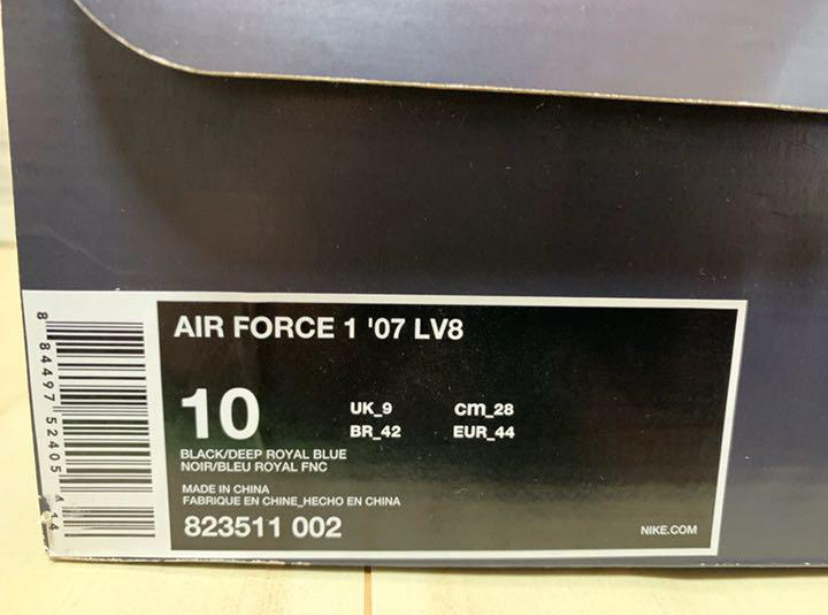 AIR FORCE 1 '07 LV8
10
UK_9 cm_28
BR_42 EUR_44
BLACK/DEEP ROYAL BLUE
NOIR/BLEU ROYAL FNC
MADE IN CHINA
FABRIQUE EN CHINE_HECHO EN CHINA
823511 002
NIKE.COM
8 84497 52405 4